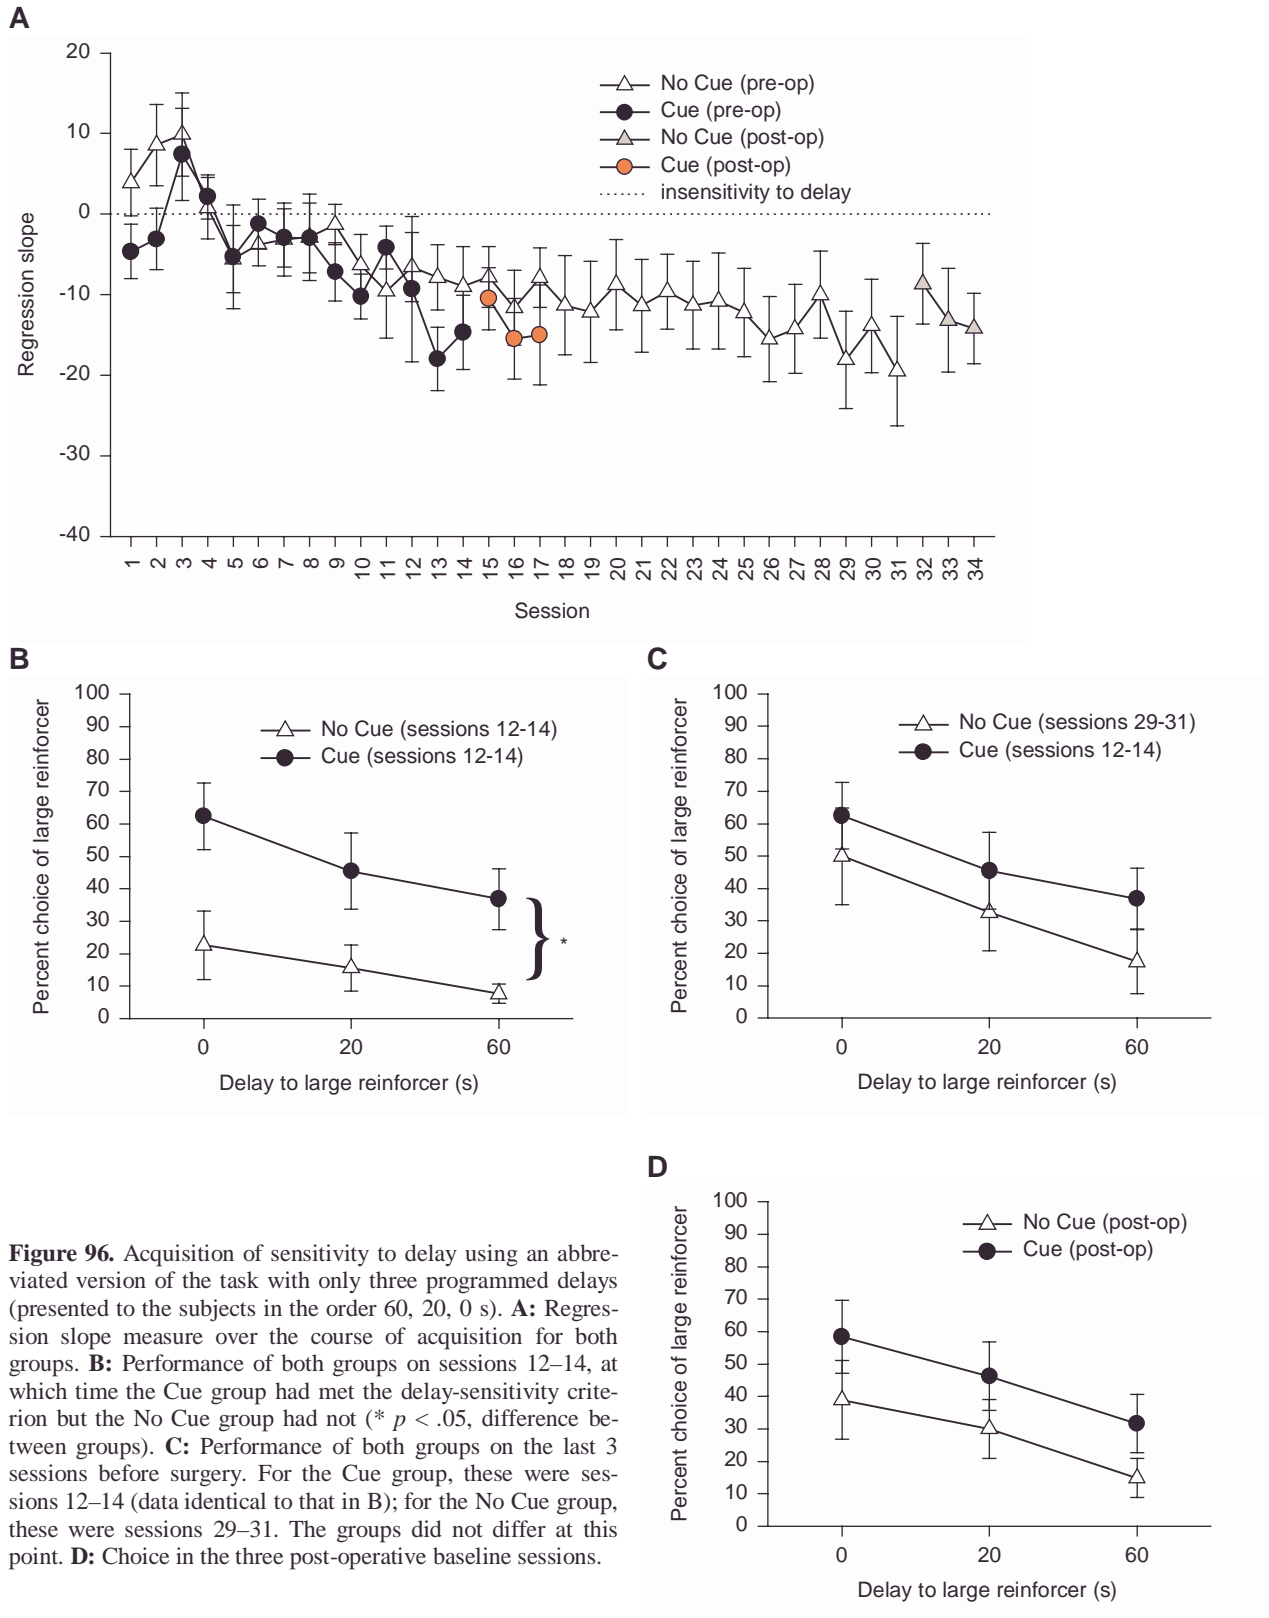 A
20
10
0
-10
-20
-30
-40
Regression slope
No Cue (pre-op)
Cue (pre-op)
No Cue (post-op)
Cue (post-op)
insensitivity to delay
1 2 3 4 5 6 7 8 9 10 11 12 13 14 15 16 17 18 19 20 21 22 23 24 25 26 27 28 29 30 31 32 33 34
Session
B
100
90
80
70
60
50
40
30
20
10
0
Percent choice of large reinforcer
No Cue (sessions 12-14)
Cue (sessions 12-14)
} *
0 20 60
Delay to large reinforcer (s)
C
100
90
80
70
60
50
40
30
20
10
0
Percent choice of large reinforcer
No Cue (sessions 29-31)
Cue (sessions 12-14)
0 20 60
Delay to large reinforcer (s)
D
100
90
80
70
60
50
40
30
20
10
0
Percent choice of large reinforcer
No Cue (post-op)
Cue (post-op)
0 20 60
Delay to large reinforcer (s)
Figure 96. Acquisition of sensitivity to delay using an abbre-
viated version of the task with only three programmed delays
(presented to the subjects in the order 60, 20, 0 s). A: Regres-
sion slope measure over the course of acquisition for both
groups. B: Performance of both groups on sessions 12–14, at
which time the Cue group had met the delay-sensitivity crite-
rion but the No Cue group had not (* p < .05, difference be-
tween groups). C: Performance of both groups on the last 3
sessions before surgery. For the Cue group, these were ses-
sions 12–14 (data identical to that in B); for the No Cue group,
these were sessions 29–31. The groups did not differ at this
point. D: Choice in the three post-operative baseline sessions.